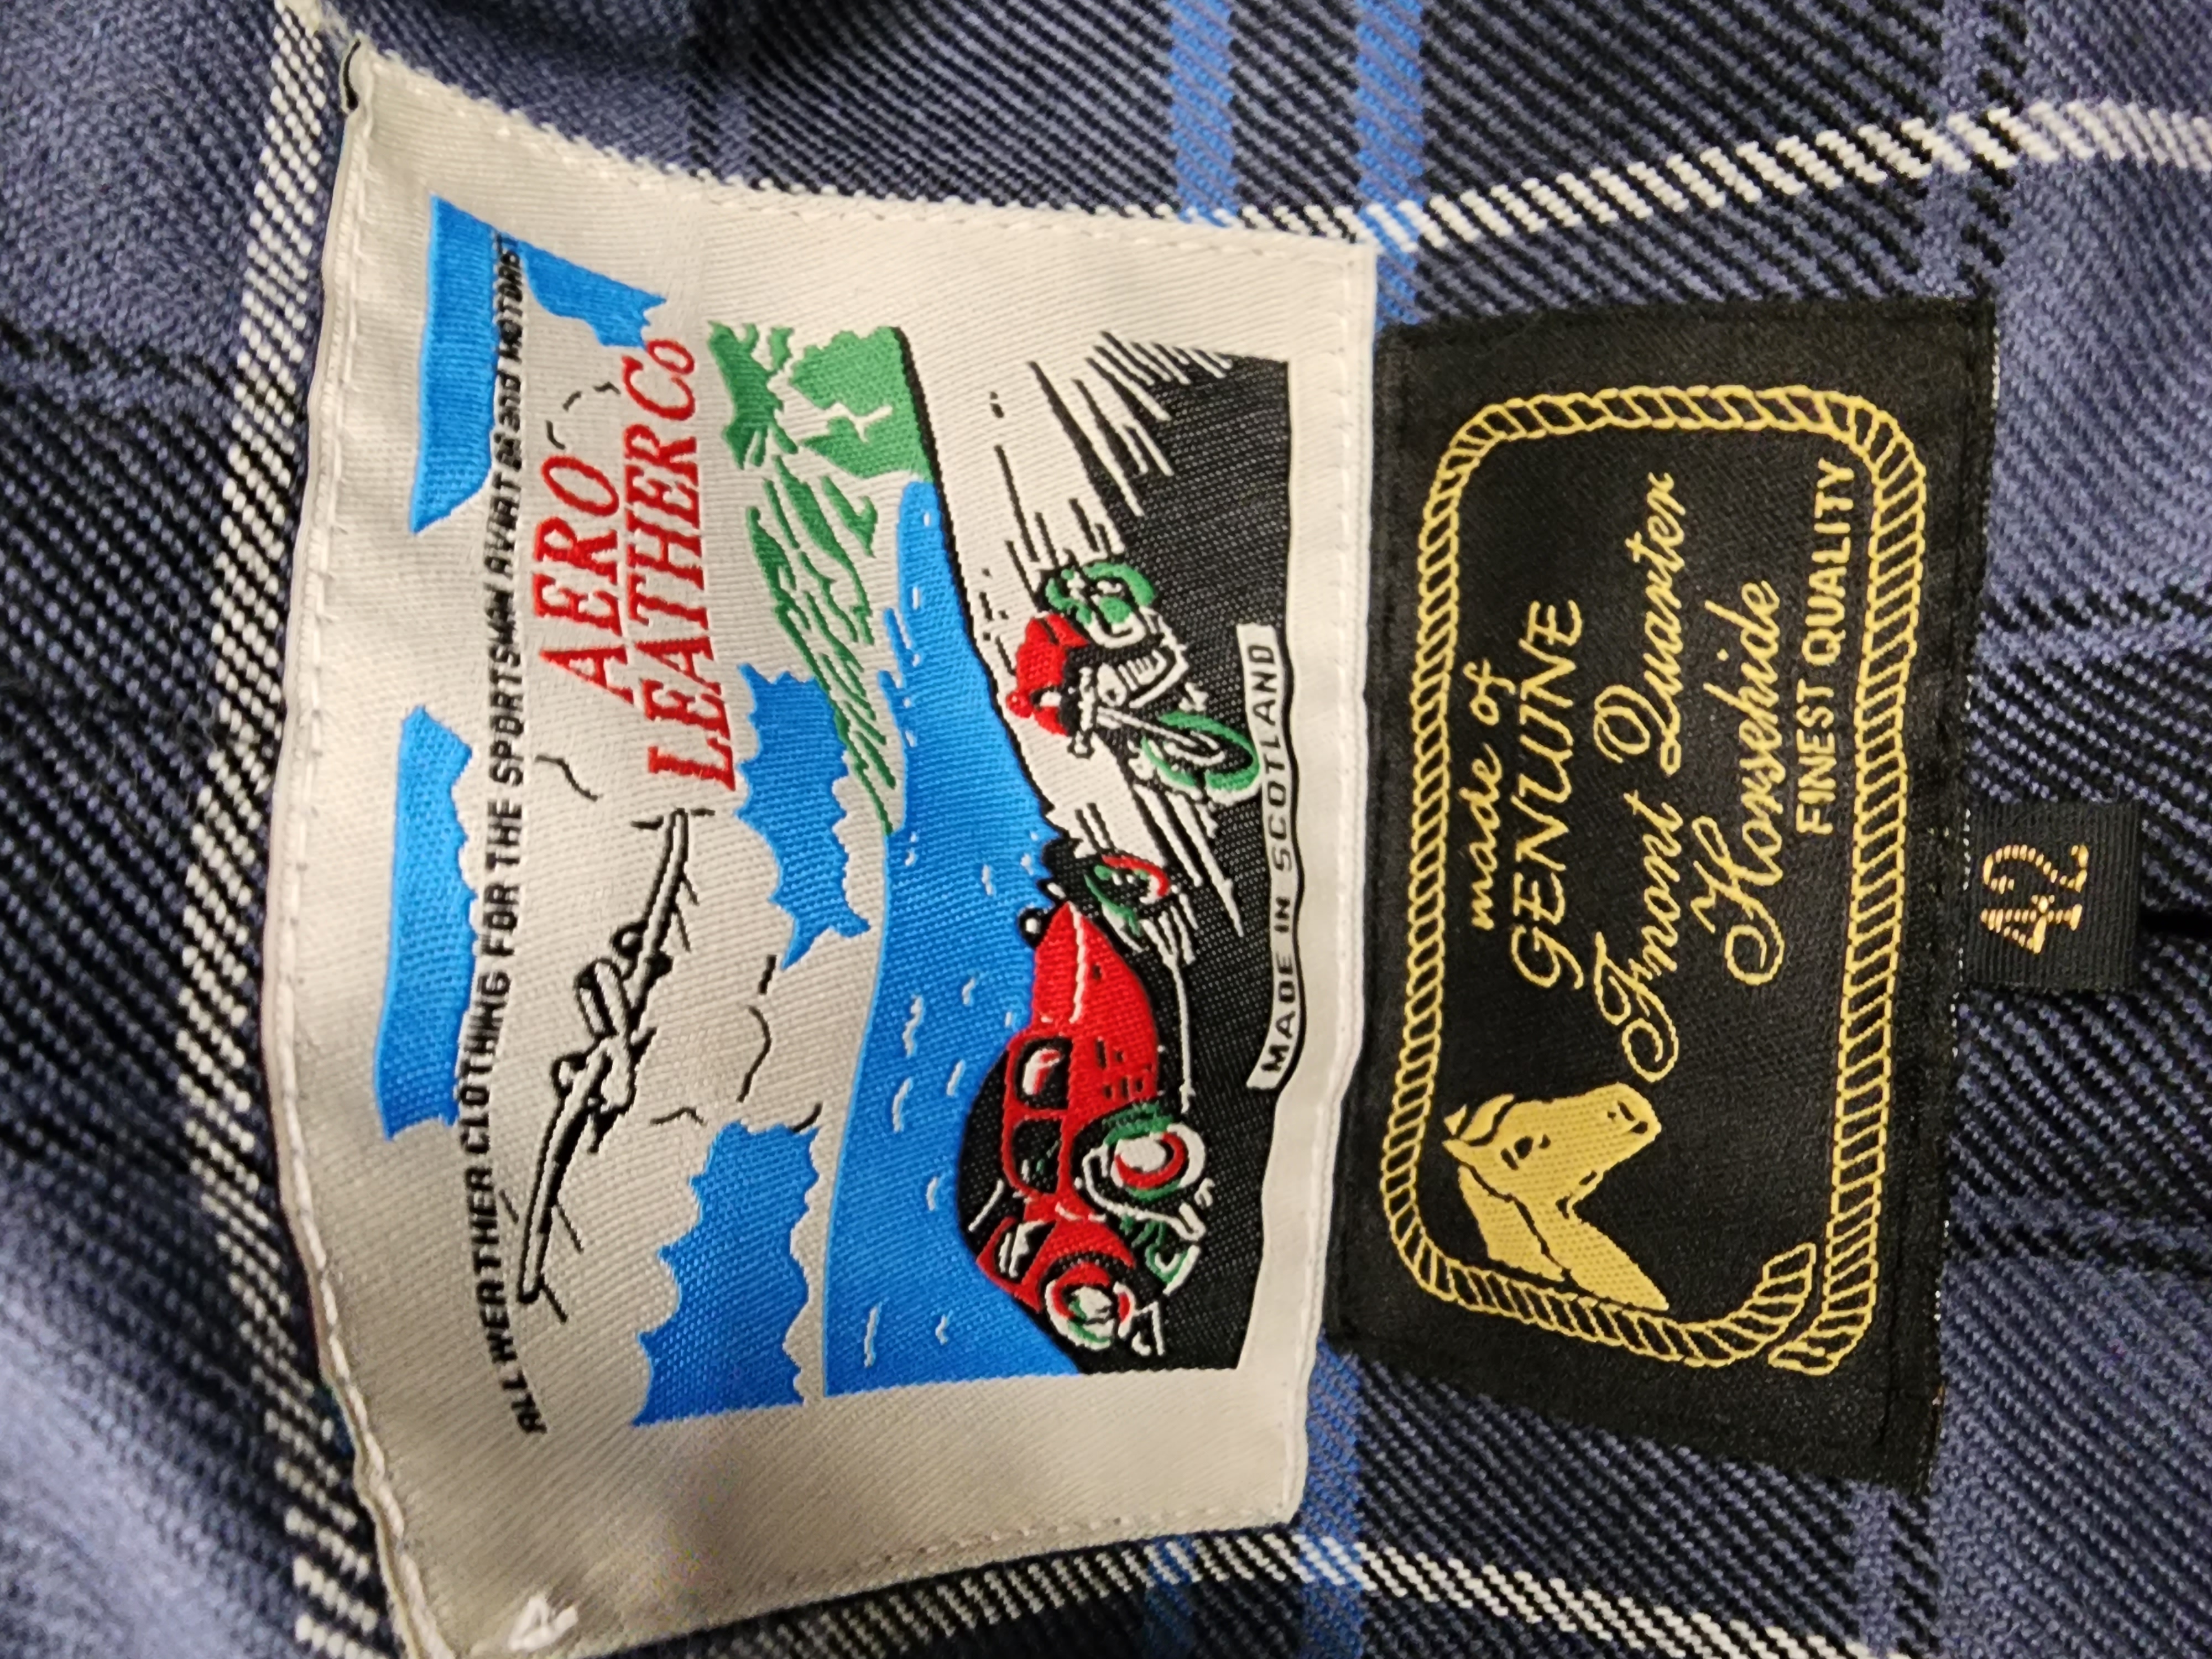 ALL WEATHER CLOTHING FOR THE SPORTSMAN AVIATOR and MOTORIST
AERO
LEATHER Co
MADE IN SCOTLAND
made of
GENUINE
Front Quarter
Horsehide
FINEST QUALITY
42